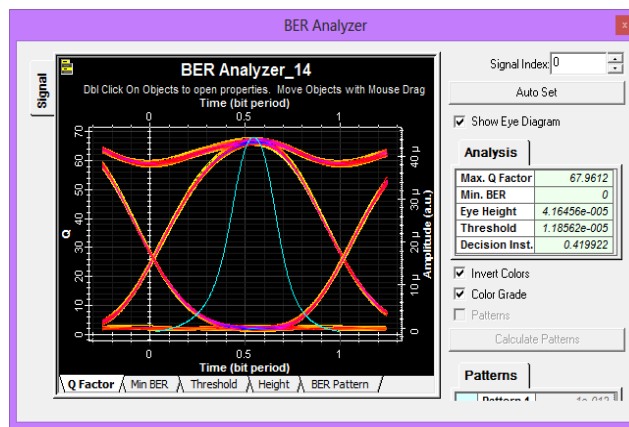 BER Analyzer
x
Signal
BER Analyzer_14
Dbl Click On Objects to open properties. Move Objects with Mouse Drag
Time (bit period)
0 0.5 1
70
60
50
40
30
20
10
0
Q
40 µ
30 µ
20 µ
10 µ
0
Amplitude (a.u.)
0 0.5 1
Time (bit period)
Q Factor Min BER Threshold Height BER Pattern
Signal Index: 0
Auto Set
Show Eye Diagram
Analysis
Max. Q Factor 67.9612
Min. BER 0
Eye Height 4.16456e-005
Threshold 1.18562e-005
Decision Inst. 0.419922
Invert Colors
Color Grade
Patterns
Calculate Patterns
Patterns
Pattern 1 1e-012